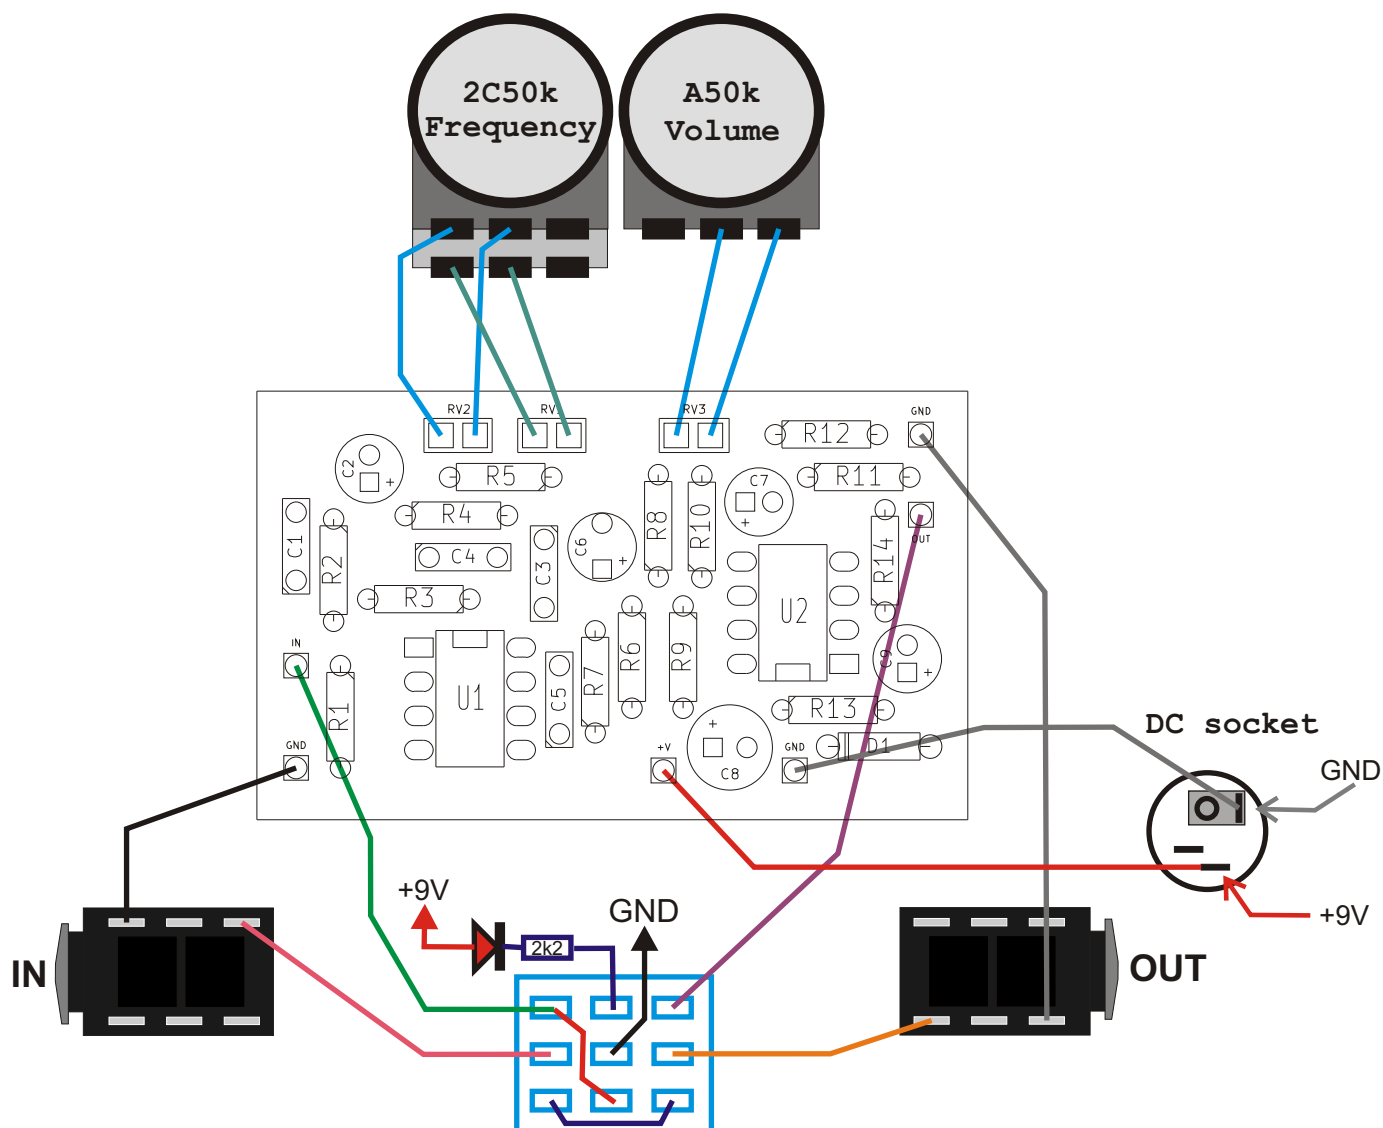 2C50k
Frequency
A50k
Volume
RV2
RV
RV3
GND
R12
C2
+
R5
R11
C7
+
R4
R8
R10
OUT
C1
R2
C4
C3
C6
+
R14
R3
U2
IN
R6
R9
C9
+
U1
C5
R7
R1
R13
DC socket
GND
+
+V
C8
GND
D1
GND
+9V
GND
+9V
2k2
IN
OUT